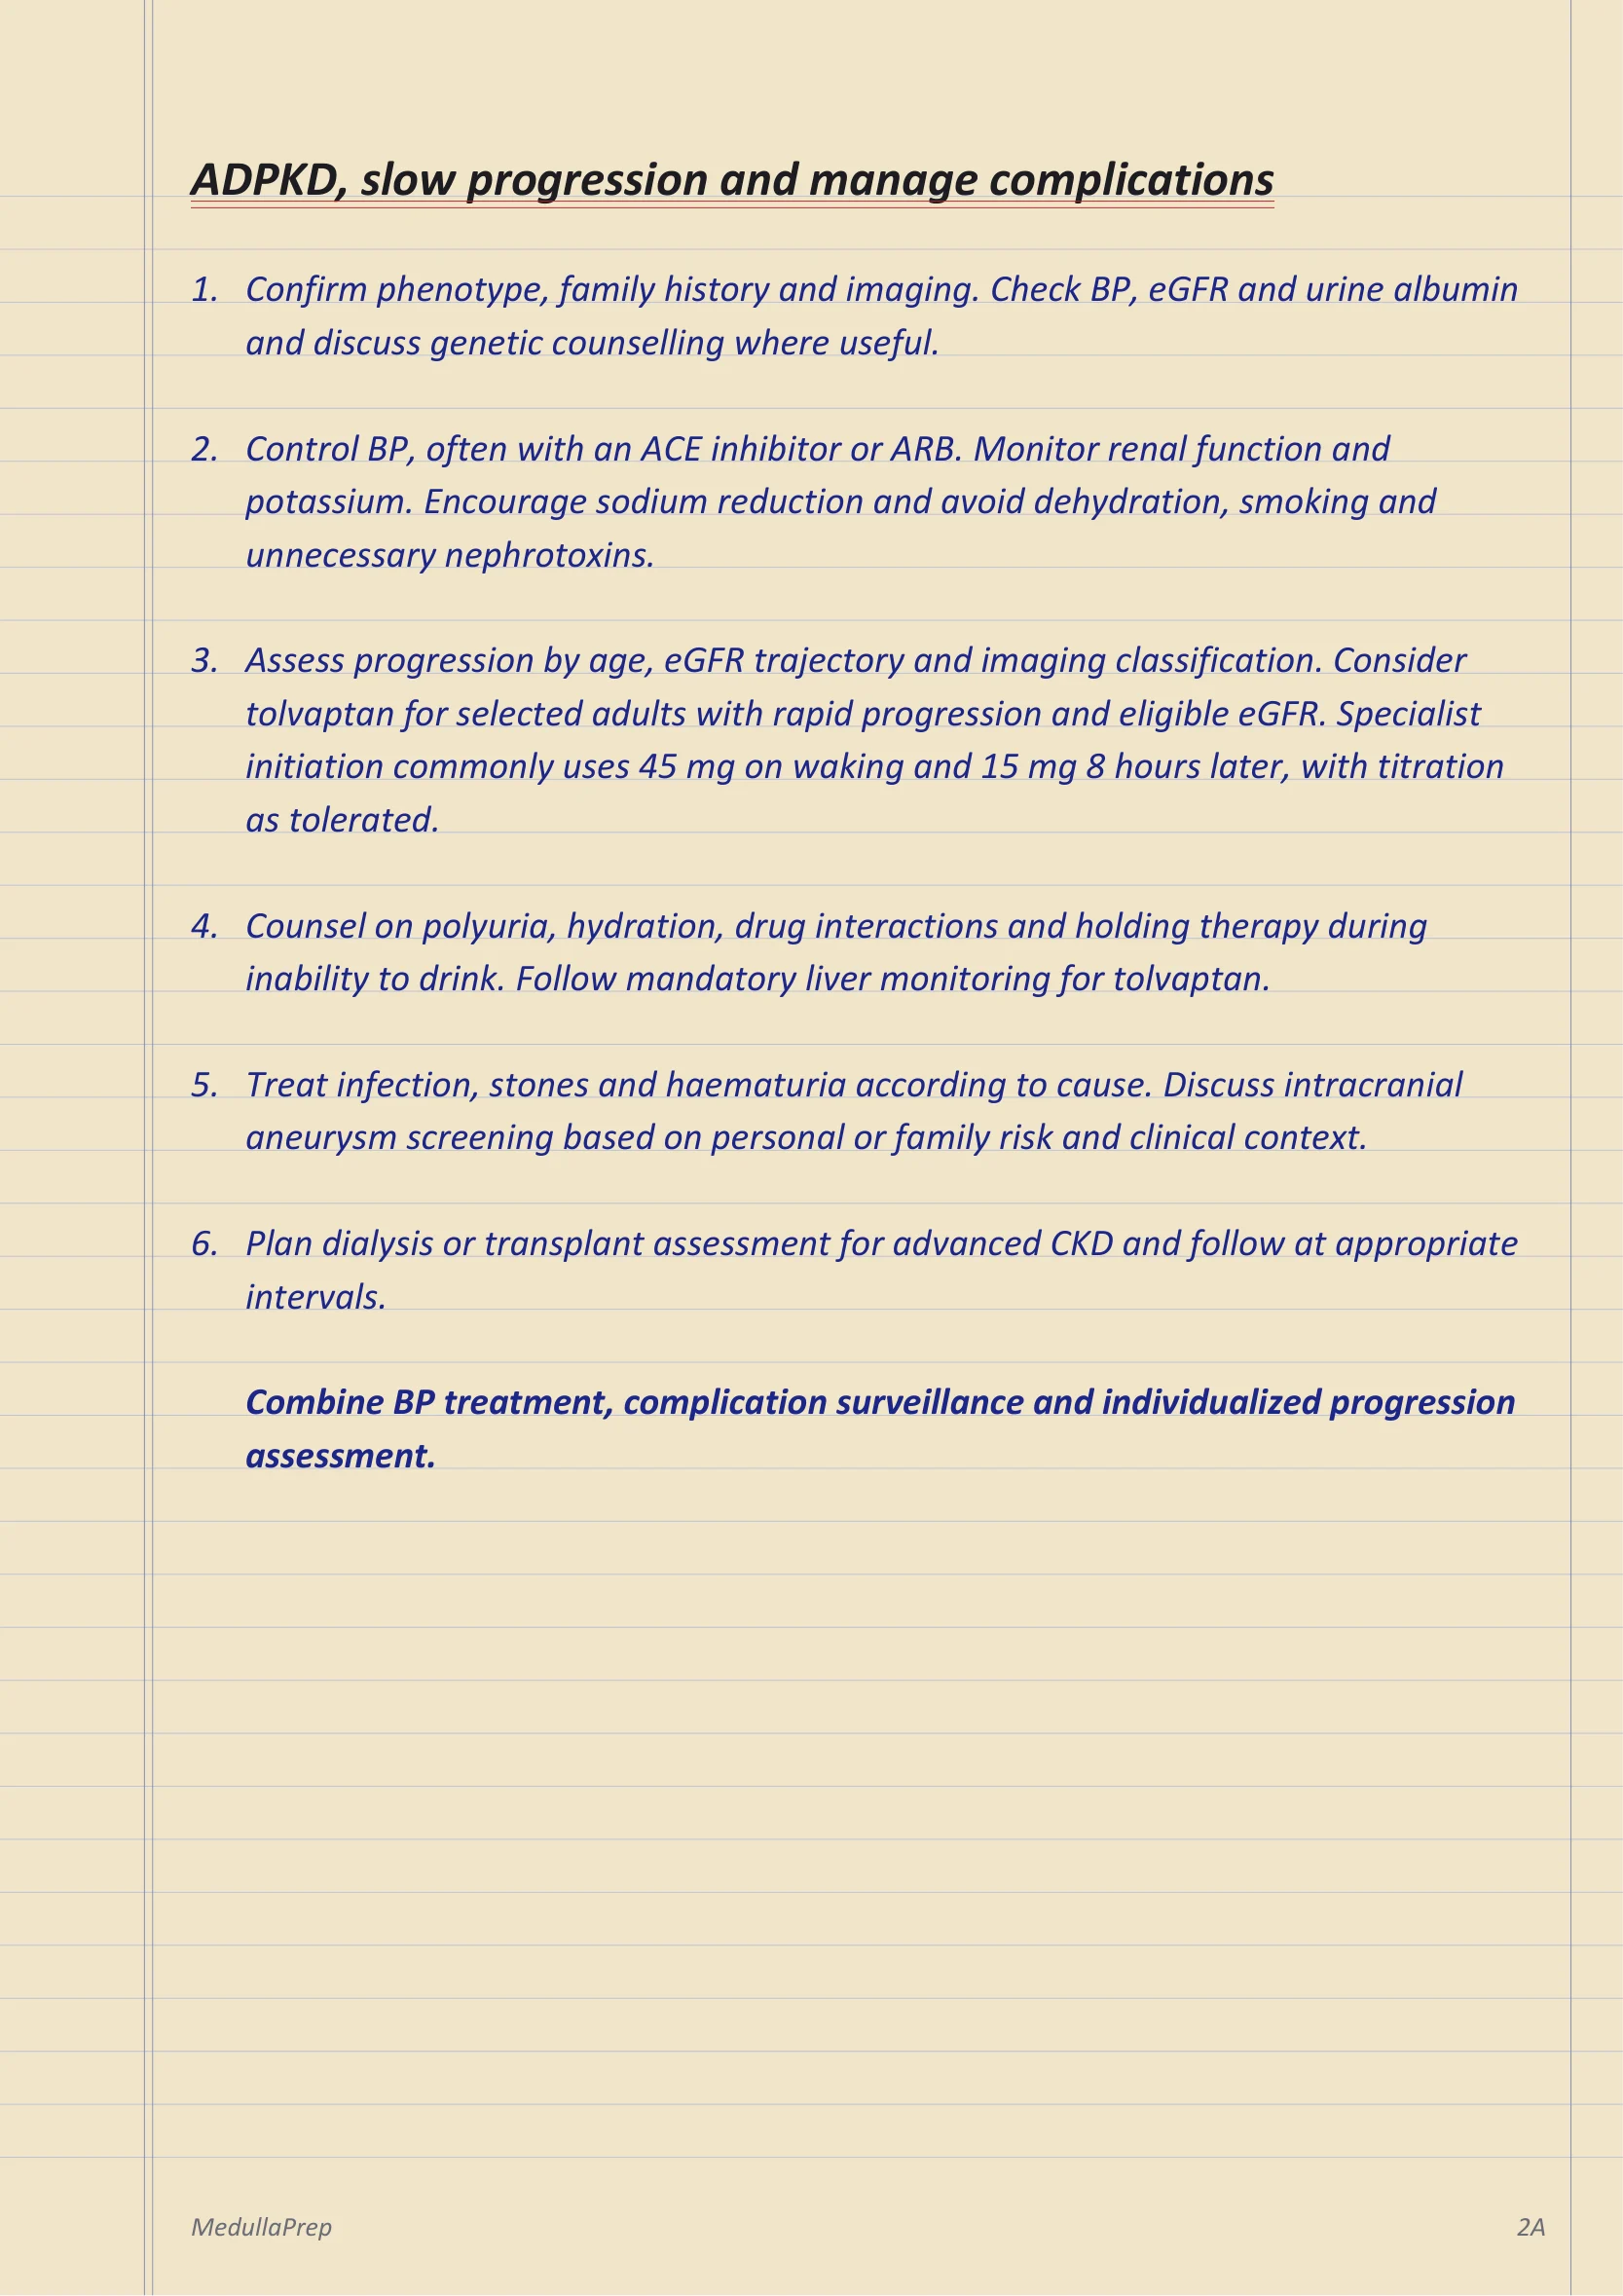 ADPKD, slow progression and manage complications
1. Confirm phenotype, family history and imaging. Check BP, eGFR and urine albumin
and discuss genetic counselling where useful.
2. Control BP, often with an ACE inhibitor or ARB. Monitor renal function and
potassium. Encourage sodium reduction and avoid dehydration, smoking and
unnecessary nephrotoxins.
3. Assess progression by age, eGFR trajectory and imaging classification. Consider
tolvaptan for selected adults with rapid progression and eligible eGFR. Specialist
initiation commonly uses 45 mg on waking and 15 mg 8 hours later, with titration
as tolerated.
4. Counsel on polyuria, hydration, drug interactions and holding therapy during
inability to drink. Follow mandatory liver monitoring for tolvaptan.
5. Treat infection, stones and haematuria according to cause. Discuss intracranial
aneurysm screening based on personal or family risk and clinical context.
6. Plan dialysis or transplant assessment for advanced CKD and follow at appropriate
intervals.
Combine BP treatment, complication surveillance and individualized progression
assessment.
MedullaPrep
2A